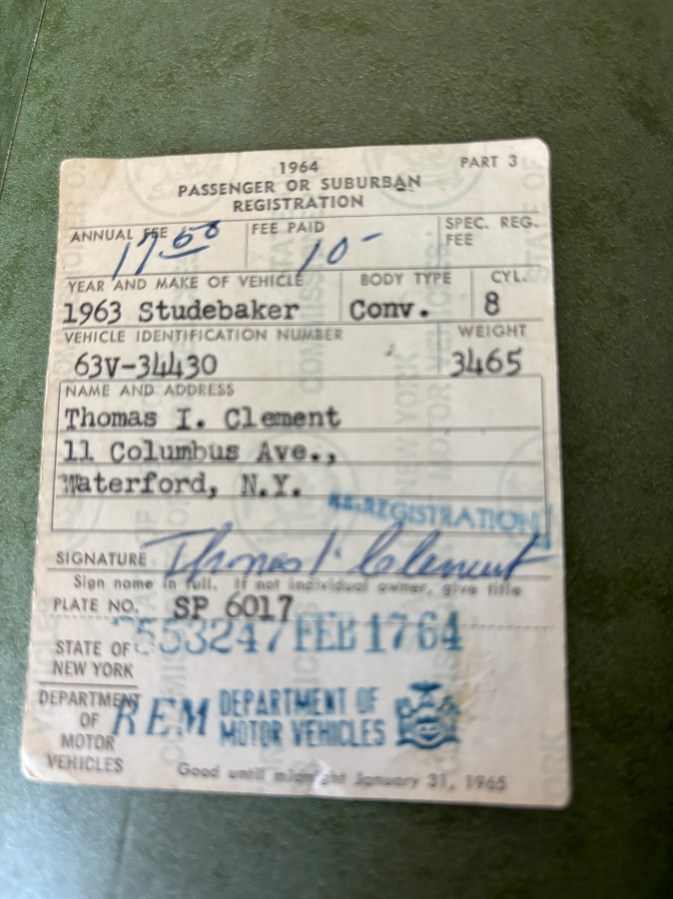 1964
PART 3
PASSENGER OR SUBURBAN
REGISTRATION
ANNUAL FEE 17.50
FEE PAID 10-
SPEC. REG. FEE
YEAR AND MAKE OF VEHICLE
BODY TYPE
CYL.
1963 Studebaker
Conv.
8
VEHICLE IDENTIFICATION NUMBER
WEIGHT
63V-34430
3465
NAME AND ADDRESS
Thomas I. Clement
11 Columbus Ave.,
Waterford, N.Y.
RE-REGISTRATION
SIGNATURE Thomas I. Clement
Sign name in full. If not individual owner, give title
PLATE NO. SP 6017
553247 FEB 17 64
STATE OF
NEW YORK
DEPARTMENT
OF
MOTOR
VEHICLES
REM
DEPARTMENT OF
MOTOR VEHICLES
Good until midnight January 31, 1965